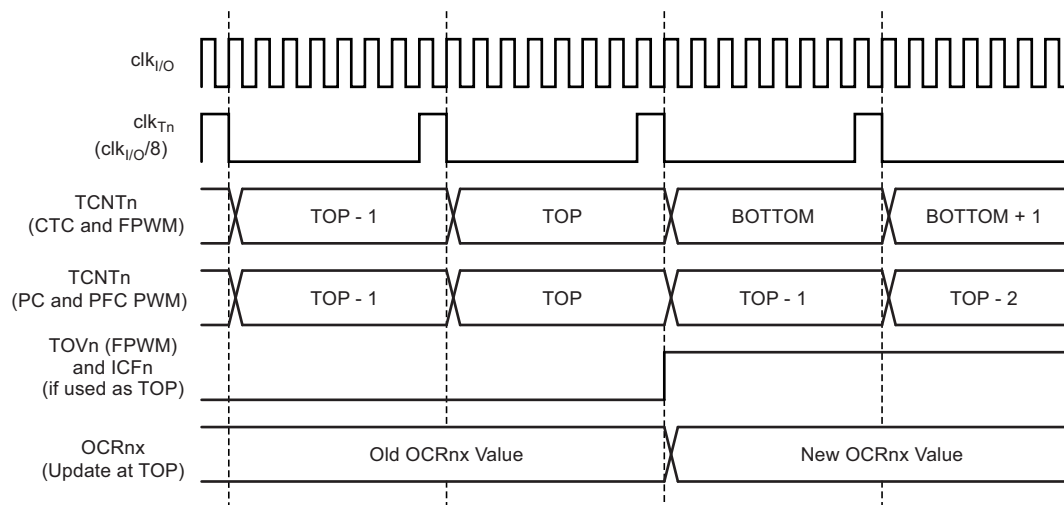 clkI/O
clkTn
(clkI/O/8)
TCNTn
(CTC and FPWM)
TOP - 1
TOP
BOTTOM
BOTTOM + 1
TCNTn
(PC and PFC PWM)
TOP - 1
TOP
TOP - 1
TOP - 2
TOVn (FPWM)
and ICFn
(if used as TOP)
OCRnx
(Update at TOP)
Old OCRnx Value
New OCRnx Value